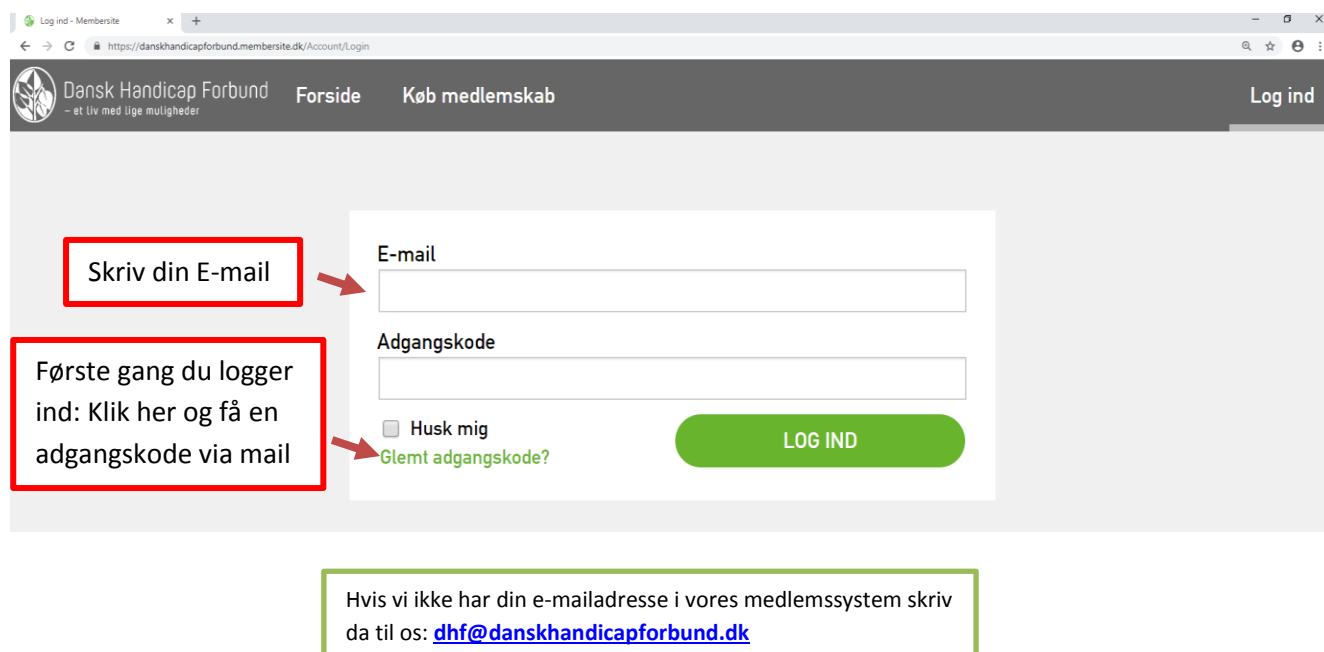 Log ind - Membersite
https://danskhandicapforbund.membersite.dk/Account/Login
Dansk Handicap Forbund
- et liv med lige muligheder
Forside Køb medlemskab Log ind
E-mail
Skriv din E-mail
Adgangskode
Første gang du logger
ind: Klik her og få en
adgangskode via mail
Husk mig
Glemt adgangskode?
LOG IND
Hvis vi ikke har din e-mailadresse i vores medlemssystem skriv
da til os: dhf@danskhandicapforbund.dk